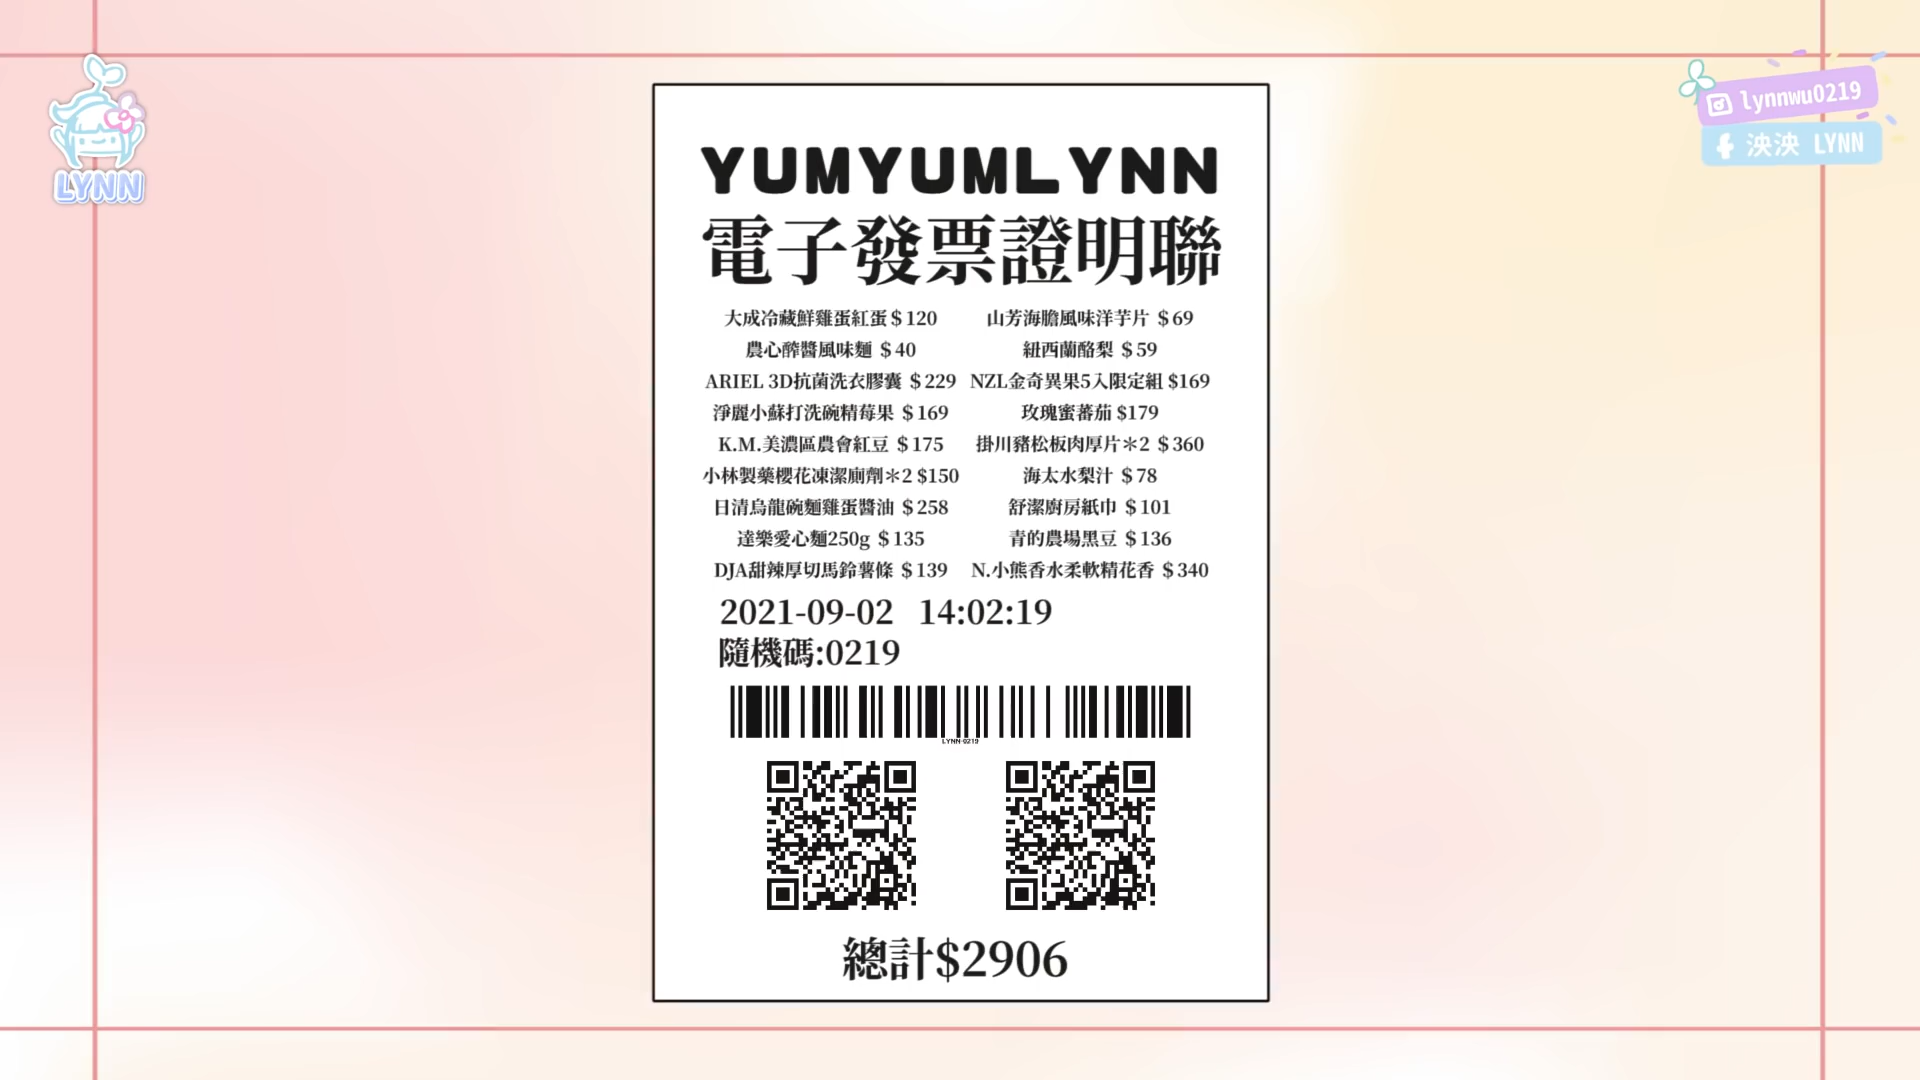 LYNN
lynnwu0219
泱泱 LYNN
YUMYUMLYNN
電子發票證明聯
大成冷藏鮮雞蛋紅蛋$120 山芳海膽風味洋芋片 $69
農心醡醬風味麵 $40 紐西蘭酪梨 $59
ARIEL 3D抗菌洗衣膠囊 $229 NZL金奇異果5入限定組 $169
淨麗小蘇打洗碗精莓果 $169 玫瑰蜜蕃茄 $179
K.M.美濃區農會紅豆 $175 掛川豬松板肉厚片*2 $360
小林製藥櫻花凍潔廁劑*2 $150 海太水梨汁 $78
日清烏龍碗麵雞蛋醬油 $258 舒潔廚房紙巾 $101
達樂愛心麵250g $135 青的農場黑豆 $136
DJA甜辣厚切馬鈴薯條 $139 N.小熊香水柔軟精花香 $340
2021-09-02 14:02:19
隨機碼:0219
LYNN-0219
總計$2906